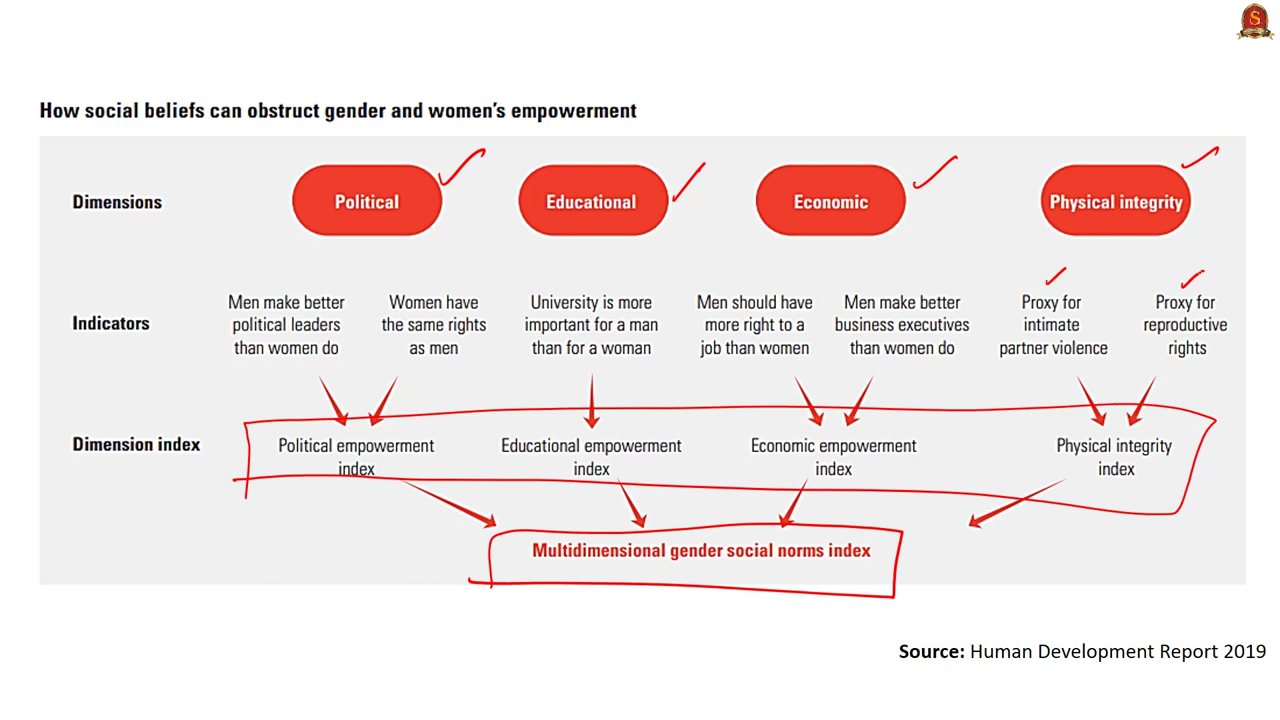 How social beliefs can obstruct gender and women's empowerment
Dimensions
Political
Educational
Economic
Physical integrity
Indicators
Men make better
political leaders
than women do
Women have
the same rights
as men
University is more
important for a man
than for a woman
Men should have
more right to a
job than women
Men make better
business executives
than women do
Proxy for
intimate
partner violence
Proxy for
reproductive
rights
Dimension index
Political empowerment
index
Educational empowerment
index
Economic empowerment
index
Physical integrity
index
Multidimensional gender social norms index
Source: Human Development Report 2019